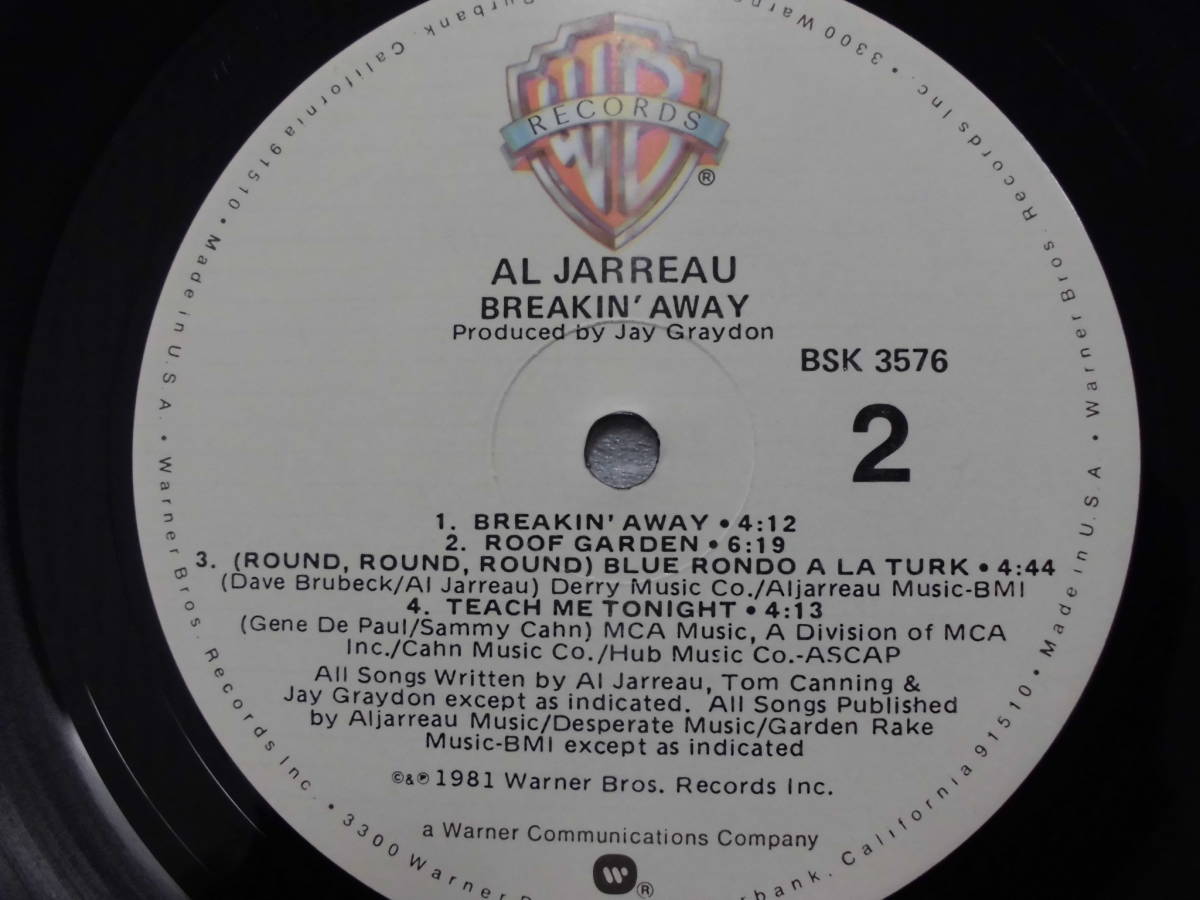 RECORDS
®
AL JARREAU
BREAKIN' AWAY
Produced by Jay Graydon
BSK 3576
2
1. BREAKIN' AWAY • 4:12
2. ROOF GARDEN • 6:19
3. (ROUND, ROUND, ROUND) BLUE RONDO A LA TURK • 4:44
(Dave Brubeck/Al Jarreau) Derry Music Co./Aljarreau Music-BMI
4. TEACH ME TONIGHT • 4:13
(Gene De Paul/Sammy Cahn) MCA Music, A Division of MCA
Inc./Cahn Music Co./Hub Music Co.-ASCAP
All Songs Written by Al Jarreau, Tom Canning &
Jay Graydon except as indicated. All Songs Published
by Aljarreau Music/Desperate Music/Garden Rake
Music-BMI except as indicated
©&℗ 1981 Warner Bros. Records Inc.
a Warner Communications Company
®
Burbank, California 91510 • Made in U.S.A. • Warner Bros. Records Inc. • 3300 Warner
California 91510 • Made in U.S.A • Warner Bros. Records Inc. • 3300 Warner